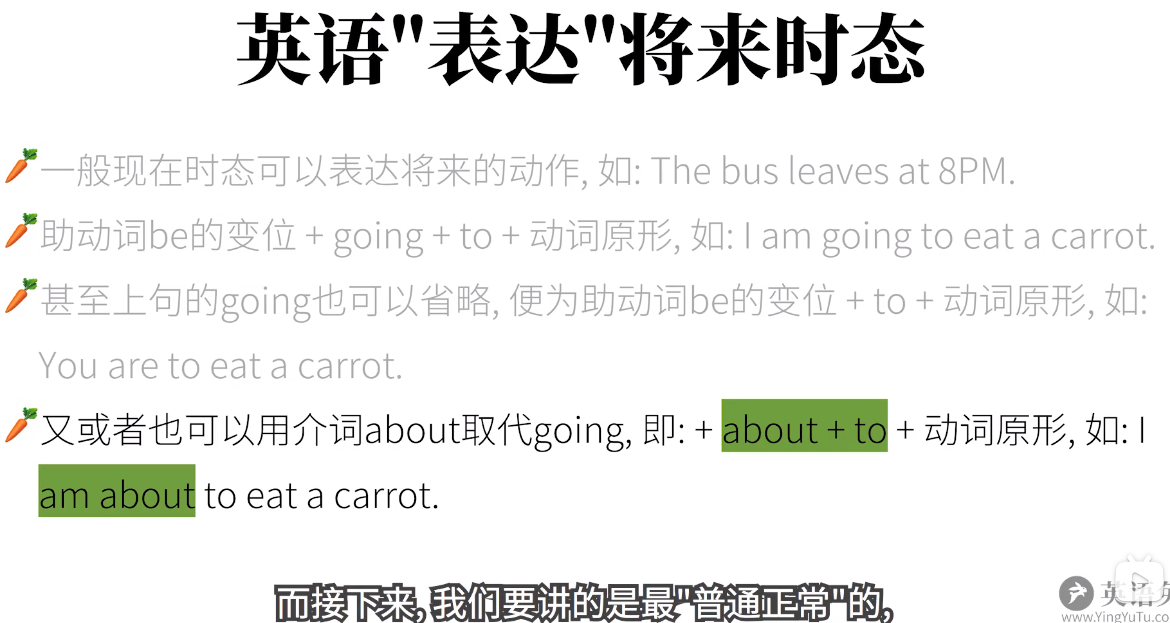 英语"表达"将来时态
一般现在时态可以表达将来的动作, 如: The bus leaves at 8PM.
助动词be的变位 + going + to + 动词原形, 如: I am going to eat a carrot.
甚至上句的going也可以省略, 便为助动词be的变位 + to + 动词原形, 如:
You are to eat a carrot.
又或者也可以用介词about取代going, 即: + about + to + 动词原形, 如: I
am about to eat a carrot.
而接下来, 我们要讲的是最"普通正常"的,
英语
www.YingYuTu.co